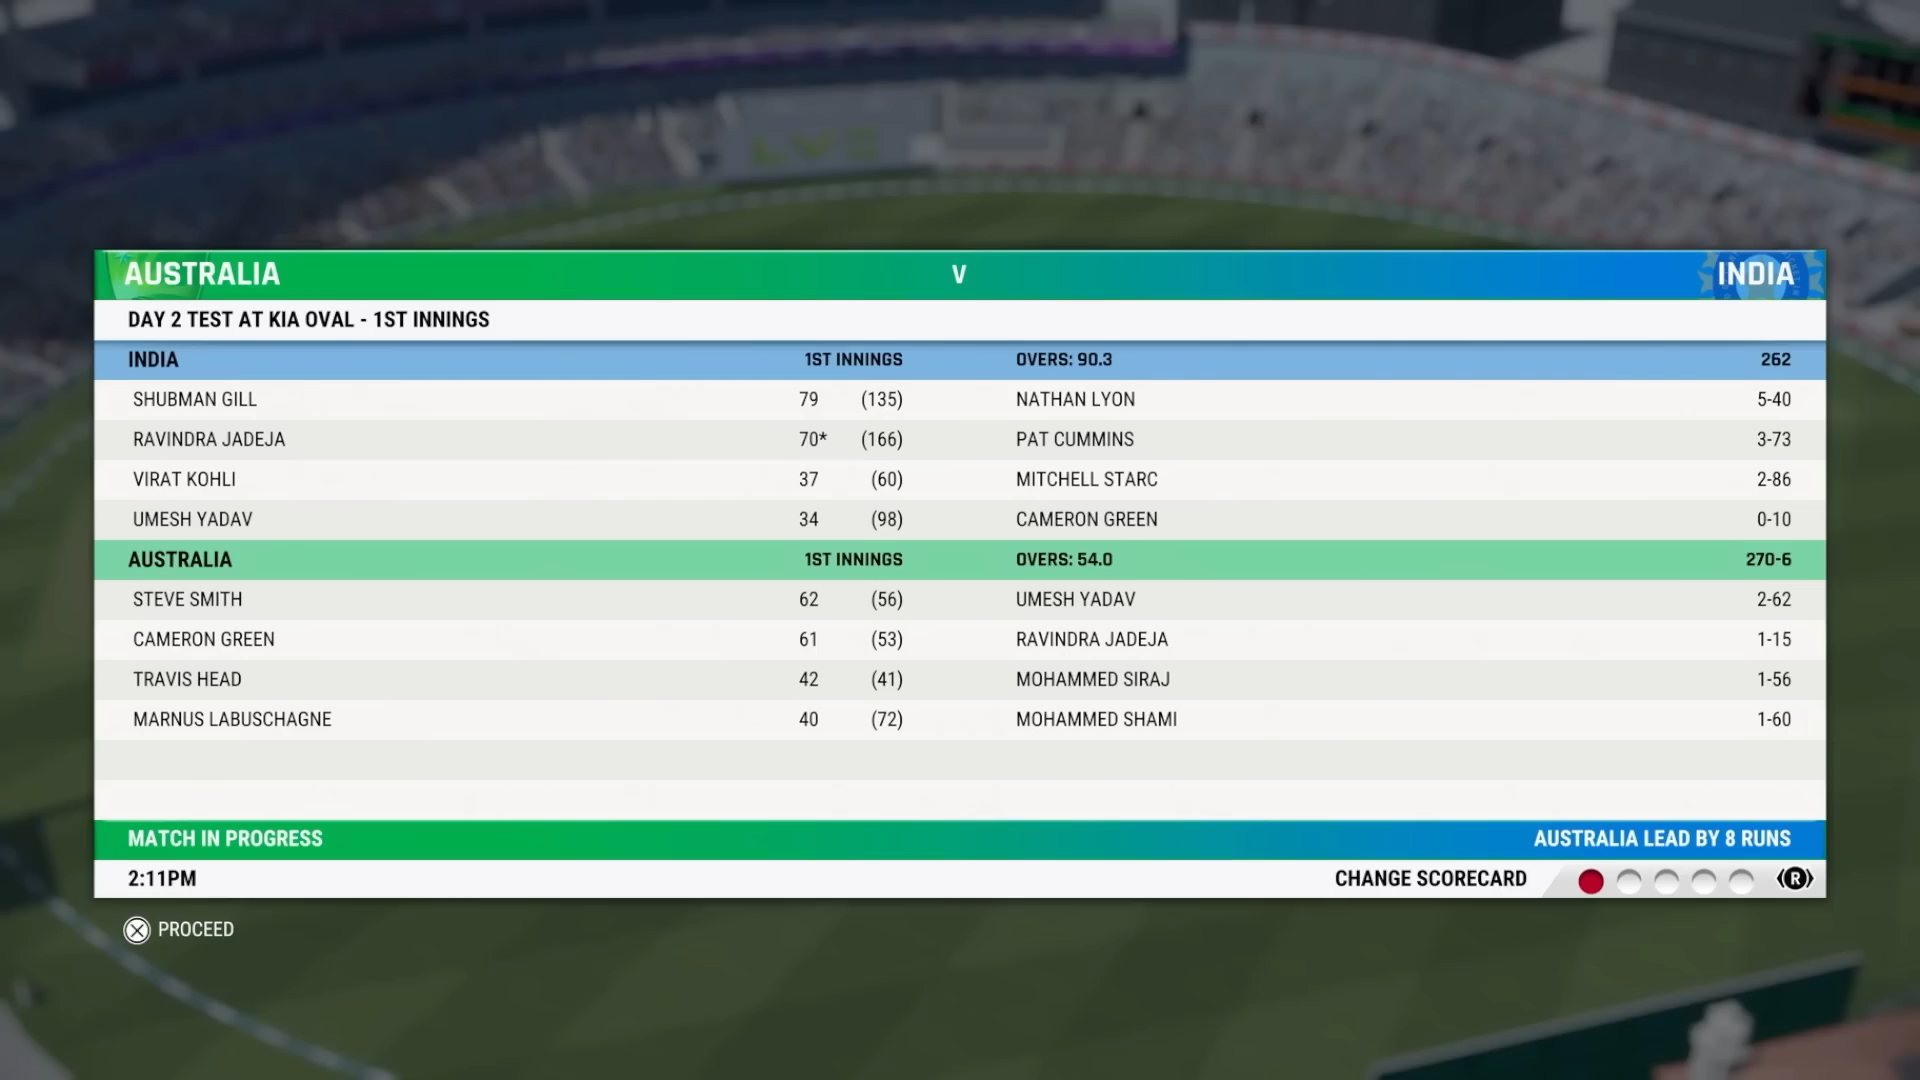 AUSTRALIA V INDIA
DAY 2 TEST AT KIA OVAL - 1ST INNINGS
INDIA 1ST INNINGS OVERS: 90.3 262
SHUBMAN GILL 79 (135) NATHAN LYON 5-40
RAVINDRA JADEJA 70* (166) PAT CUMMINS 3-73
VIRAT KOHLI 37 (60) MITCHELL STARC 2-86
UMESH YADAV 34 (98) CAMERON GREEN 0-10
AUSTRALIA 1ST INNINGS OVERS: 54.0 270-6
STEVE SMITH 62 (56) UMESH YADAV 2-62
CAMERON GREEN 61 (53) RAVINDRA JADEJA 1-15
TRAVIS HEAD 42 (41) MOHAMMED SIRAJ 1-56
MARNUS LABUSCHAGNE 40 (72) MOHAMMED SHAMI 1-60
MATCH IN PROGRESS AUSTRALIA LEAD BY 8 RUNS
2:11PM CHANGE SCORECARD R
PROCEED